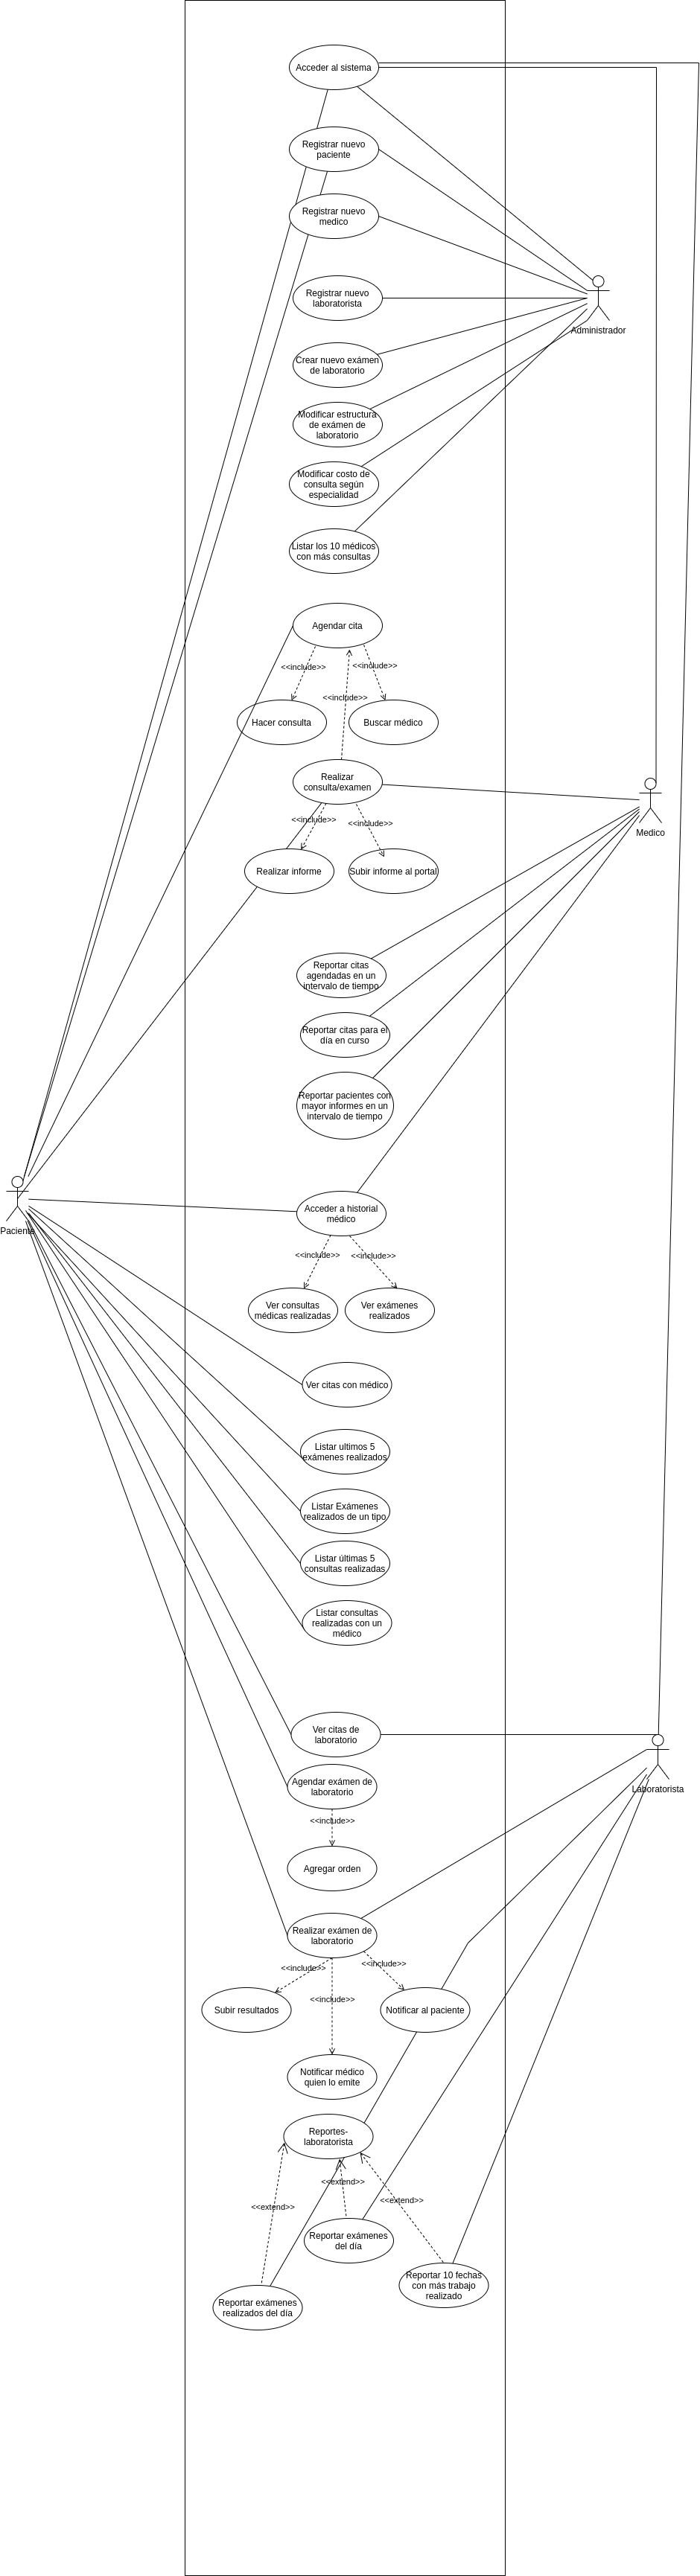 Acceder al sistema
Registrar nuevo
paciente
Registrar nuevo
medico
Registrar nuevo
laboratorista
Administrador
Crear nuevo exámen
de laboratorio
Modificar estructura
de exámen de
laboratorio
Modificar costo de
consulta según
especialidad
Listar los 10 médicos
con más consultas
Agendar cita
<<include>>
<<include>>
<<include>>
Hacer consulta
Buscar médico
Realizar
consulta/examen
Medico
<<include>>
<<include>>
Realizar informe
Subir informe al portal
Reportar citas
agendadas en un
intervalo de tiempo
Reportar citas para el
día en curso
Reportar pacientes con
mayor informes en un
intervalo de tiempo
Paciente
Acceder a historial
médico
<<include>>
<<include>>
Ver consultas
médicas realizadas
Ver exámenes
realizados
Ver citas con médico
Listar ultimos 5
exámenes realizados
Listar Exámenes
realizados de un tipo
Listar últimas 5
consultas realizadas
Listar consultas
realizadas con un
médico
Ver citas de
laboratorio
Laboratorista
Agendar exámen de
laboratorio
<<include>>
Agregar orden
Realizar exámen de
laboratorio
<<include>>
<<include>>
<<include>>
Subir resultados
Notificar al paciente
Notificar médico
quien lo emite
Reportes-
laboratorista
<<extend>>
<<extend>>
<<extend>>
Reportar exámenes
del día
Reportar 10 fechas
con más trabajo
realizado
Reportar exámenes
realizados del día